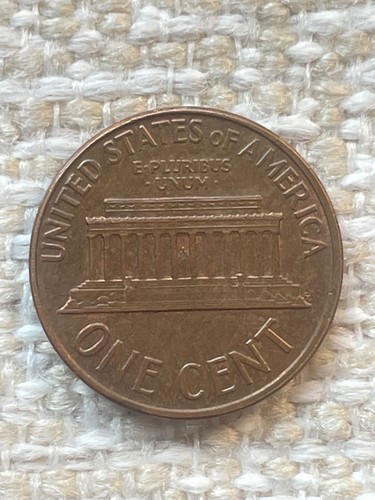 UNITED STATES OF AMERICA
E·PLURIBUS
·UNUM·
ONE CENT